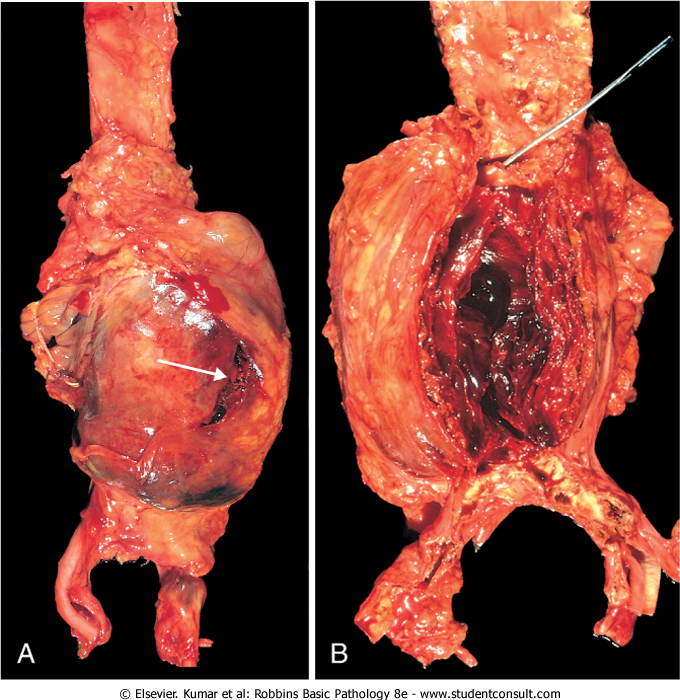 A
B
© Elsevier. Kumar et al: Robbins Basic Pathology 8e - www.studentconsult.com